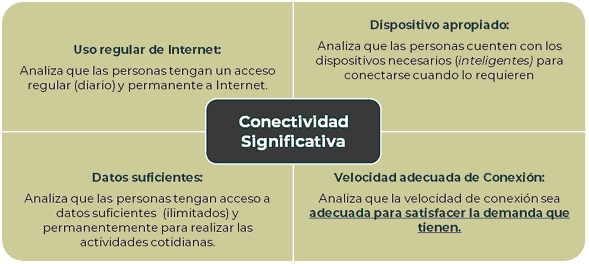 Uso regular de Internet:
Analiza que las personas tengan un acceso
regular (diario) y permanente a Internet.
Dispositivo apropiado:
Analiza que las personas cuenten con los
dispositivos necesarios (inteligentes) para
conectarse cuando lo requieren
Conectividad
Significativa
Datos suficientes:
Analiza que las personas tengan acceso a
datos suficientes (ilimitados) y
permanentemente para realizar las
actividades cotidianas.
Velocidad adecuada de Conexión:
Analiza que la velocidad de conexión sea
adecuada para satisfacer la demanda que
tienen.